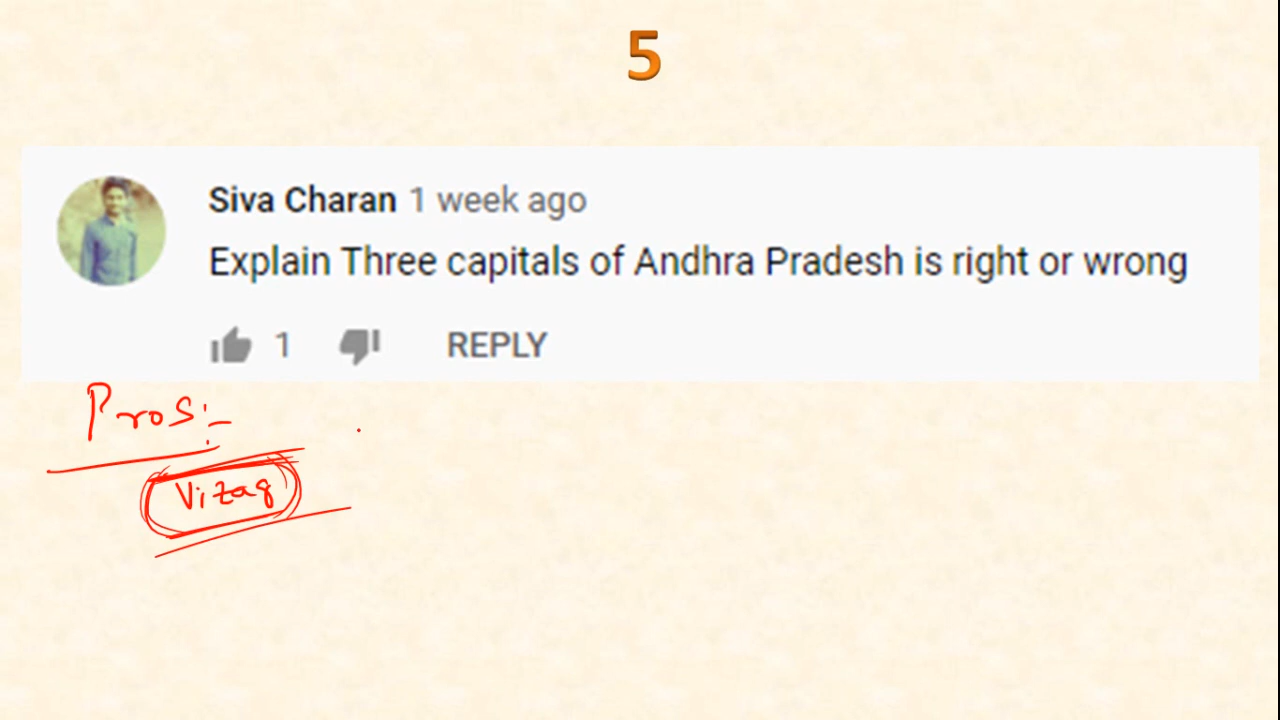 5
Siva Charan 1 week ago
Explain Three capitals of Andhra Pradesh is right or wrong
1 REPLY
Pros:-
Vizag